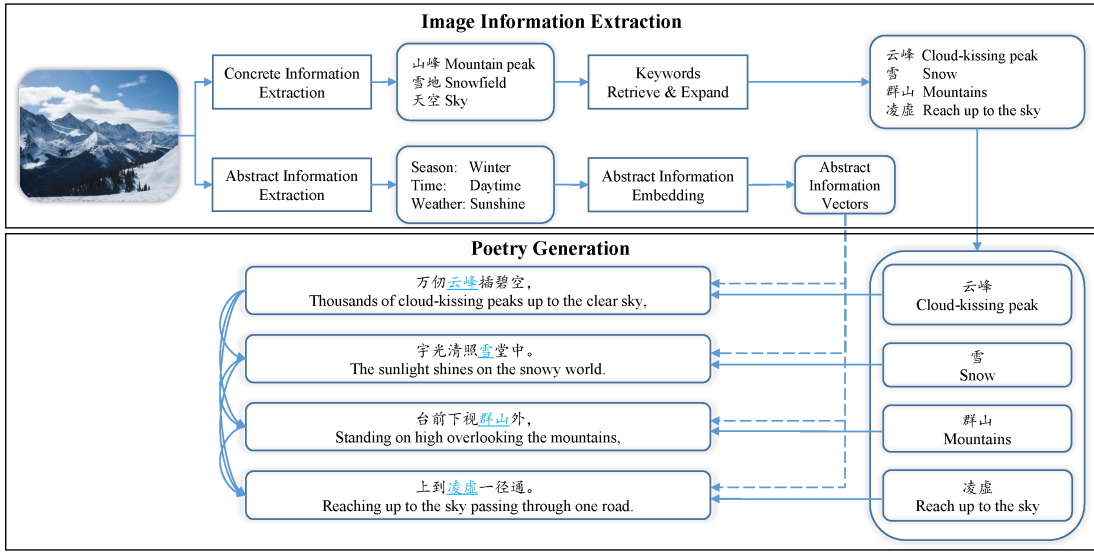 Image Information Extraction
Concrete Information
Extraction
山峰 Mountain peak
雪地 Snowfield
天空 Sky
Keywords
Retrieve & Expand
云峰 Cloud-kissing peak
雪 Snow
群山 Mountains
凌虚 Reach up to the sky
Abstract Information
Extraction
Season: Winter
Time: Daytime
Weather: Sunshine
Abstract Information
Embedding
Abstract
Information
Vectors
Poetry Generation
万仞云峰插碧空,
Thousands of cloud-kissing peaks up to the clear sky,
宇光清照雪堂中。
The sunlight shines on the snowy world.
台前下视群山外,
Standing on high overlooking the mountains,
上到凌虚一径通。
Reaching up to the sky passing through one road.
云峰
Cloud-kissing peak
雪
Snow
群山
Mountains
凌虚
Reach up to the sky